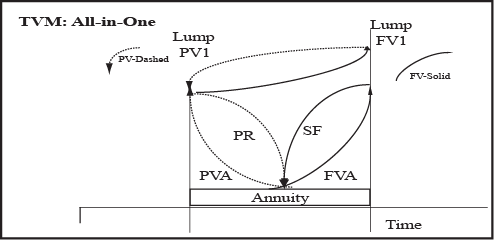 TVM: All-in-One
Lump
PV1
Lump
FV1
PV-Dashed
FV-Solid
PR
SF
PVA
FVA
Annuity
Time